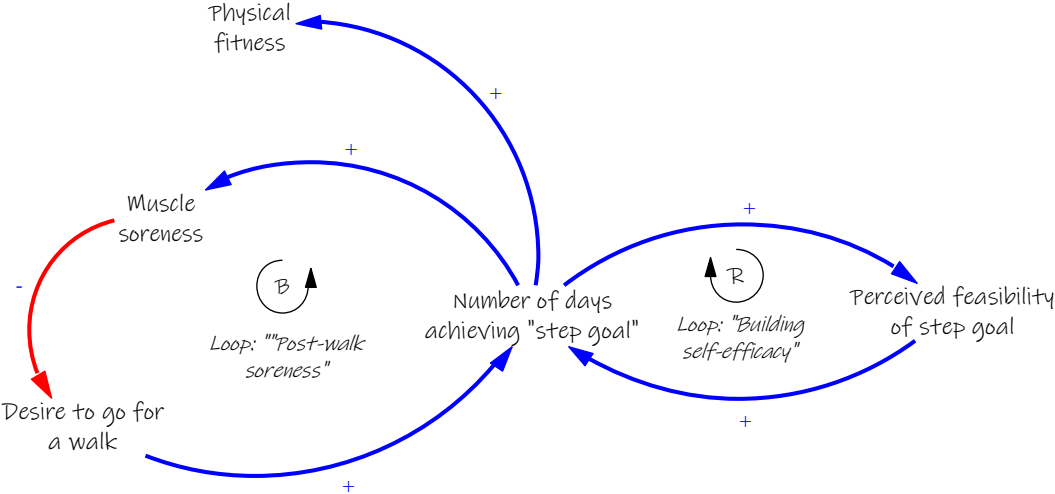 Physical
fitness
+
+
Muscle
soreness
+
-
B
R
Number of days
achieving "step goal"
Perceived feasibility
of step goal
Loop: "Building
self-efficacy"
Loop: ""Post-walk
soreness"
Desire to go for
a walk
+
+